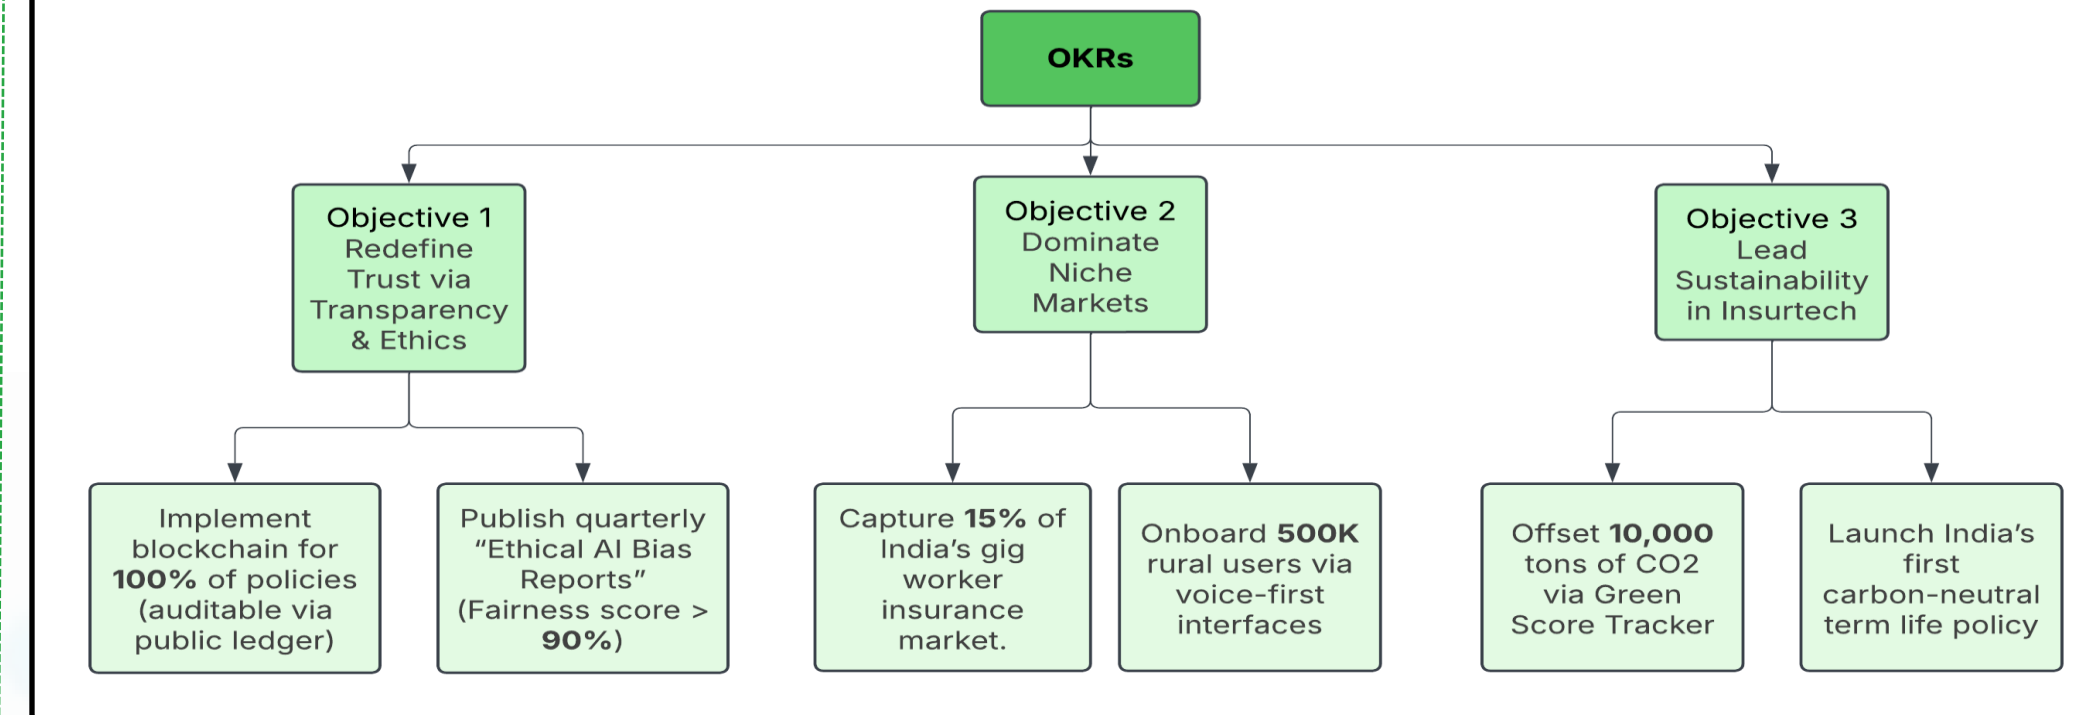 OKRs
Objective 1
Redefine
Trust via
Transparency
& Ethics
Objective 2
Dominate
Niche
Markets
Objective 3
Lead
Sustainability
in Insurtech
Implement
blockchain for
100% of policies
(auditable via
public ledger)
Publish quarterly
“Ethical AI Bias
Reports”
(Fairness score >
90%)
Capture 15% of
India’s gig
worker
insurance
market.
Onboard 500K
rural users via
voice-first
interfaces
Offset 10,000
tons of CO2
via Green
Score Tracker
Launch India’s
first
carbon-neutral
term life policy